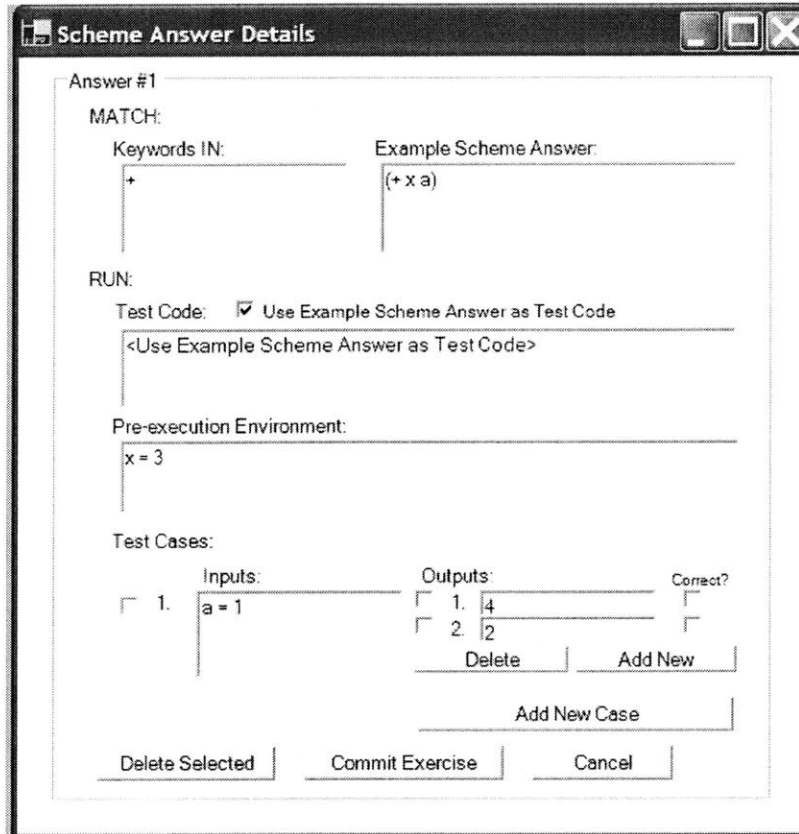 Scheme Answer Details
Answer #1
MATCH:
Keywords IN: Example Scheme Answer:
+ (+ x a)
RUN:
Test Code: Use Example Scheme Answer as Test Code
<Use Example Scheme Answer as Test Code>
Pre-execution Environment:
x = 3
Test Cases:
Inputs: Outputs: Correct?
1. a = 1 1. 4
2. 2
Delete Add New
Add New Case
Delete Selected Commit Exercise Cancel